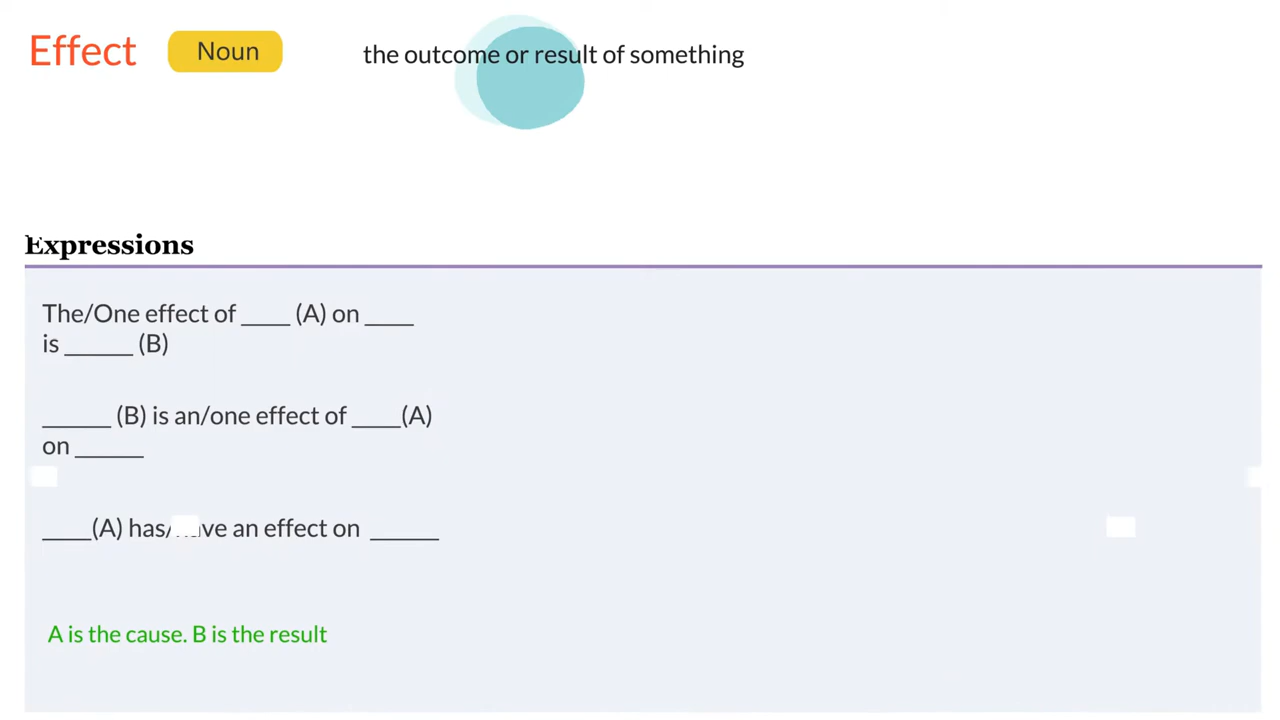 Effect Noun the outcome or result of something
Expressions
The/One effect of ____ (A) on ____
is ______ (B)
______ (B) is an/one effect of ____(A)
on ______
____(A) has/have an effect on ______
A is the cause. B is the result